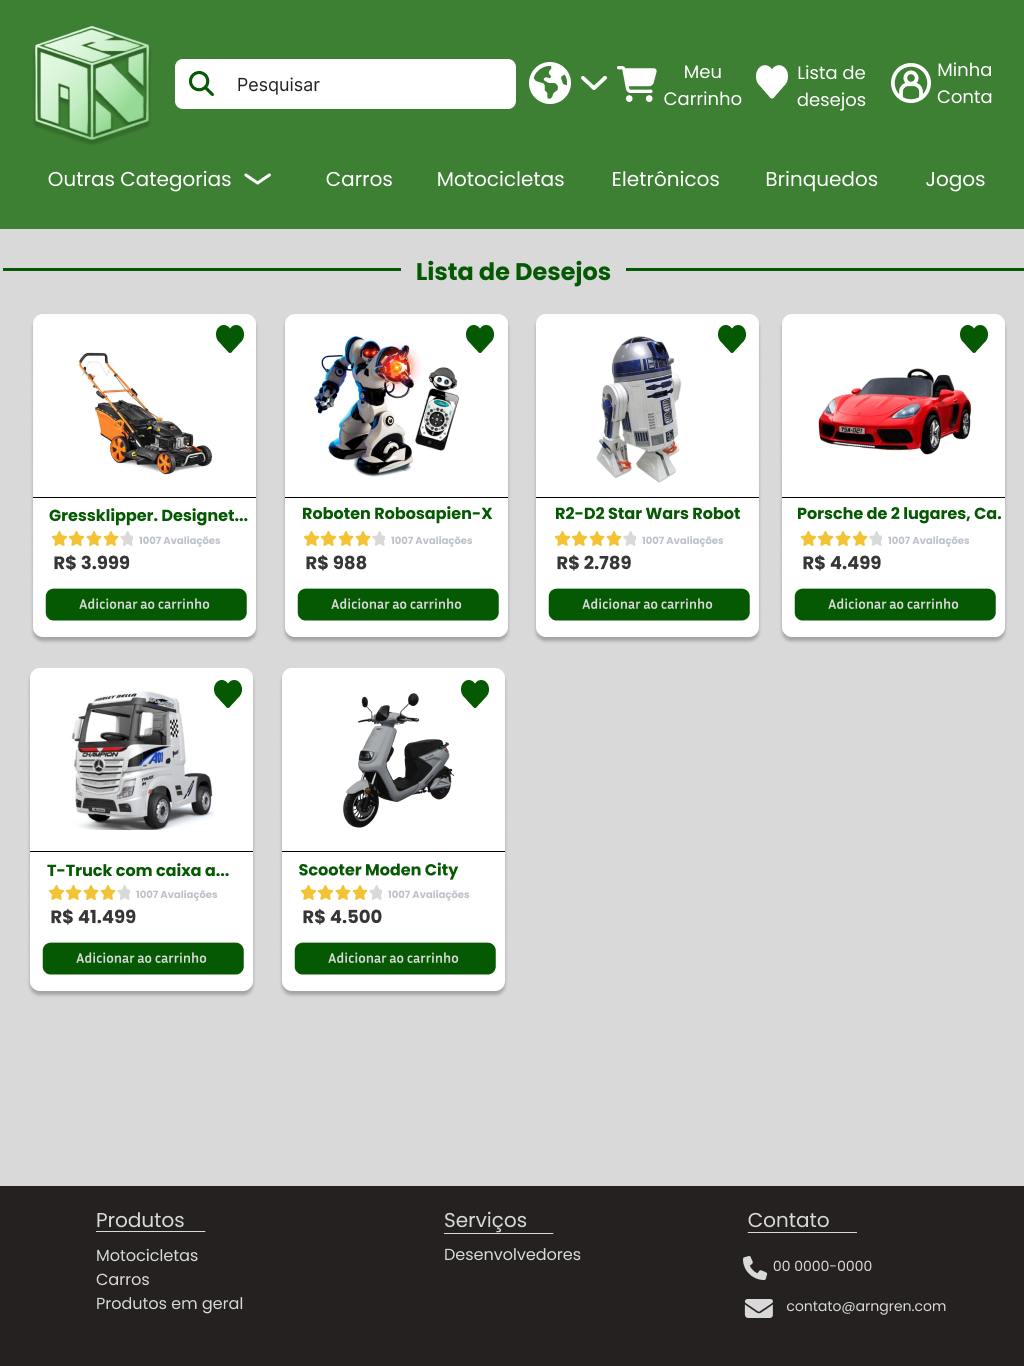 Pesquisar
Meu
Carrinho
Lista de
desejos
Minha
Conta
Outras Categorias
Carros
Motocicletas
Eletrônicos
Brinquedos
Jogos
Lista de Desejos
Gressklipper. Designet...
1007 Avaliações
R$ 3.999
Adicionar ao carrinho
Roboten Robosapien-X
1007 Avaliações
R$ 988
Adicionar ao carrinho
R2-D2 Star Wars Robot
1007 Avaliações
R$ 2.789
Adicionar ao carrinho
Porsche de 2 lugares, Ca.
1007 Avaliações
R$ 4.499
Adicionar ao carrinho
CHAMPION
A01
T-Truck com caixa a...
1007 Avaliações
R$ 41.499
Adicionar ao carrinho
Scooter Moden City
1007 Avaliações
R$ 4.500
Adicionar ao carrinho
Produtos
Motocicletas
Carros
Produtos em geral
Serviços
Desenvolvedores
Contato
00 0000-0000
contato@arngren.com